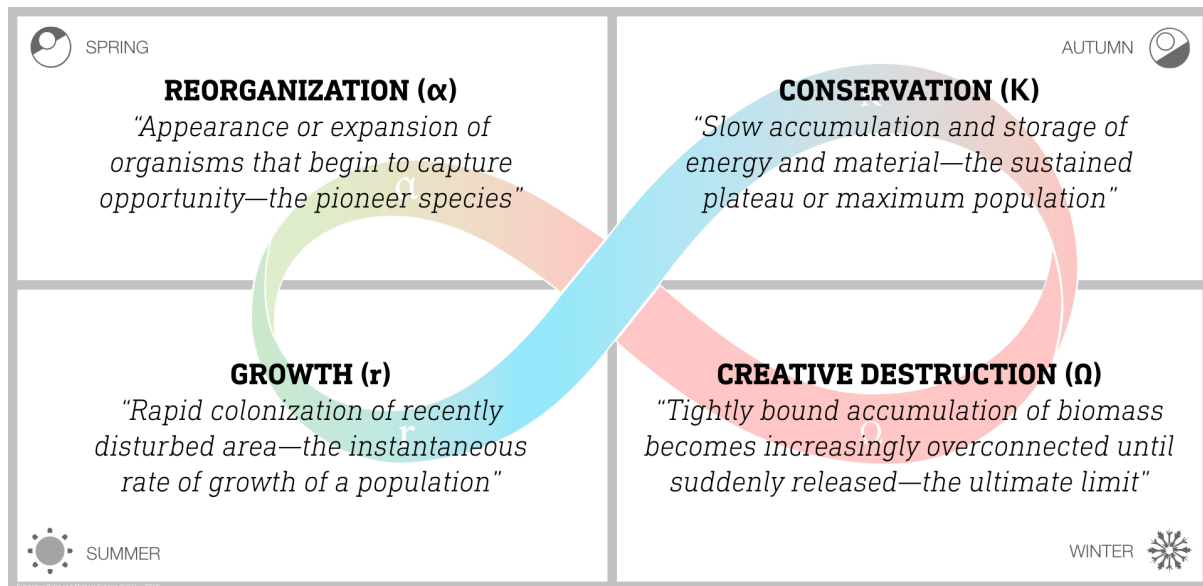 SPRING
REORGANIZATION (α)
“Appearance or expansion of
organisms that begin to capture
opportunity—the pioneer species”
α
AUTUMN
CONSERVATION (K)
K
“Slow accumulation and storage of
energy and material—the sustained
plateau or maximum population”
GROWTH (r)
“Rapid colonization of recently
disturbed area—the instantaneous
r
rate of growth of a population”
SUMMER
CREATIVE DESTRUCTION (Ω)
“Tightly bound accumulation of biomass
Ω
becomes increasingly overconnected until
suddenly released—the ultimate limit”
WINTER